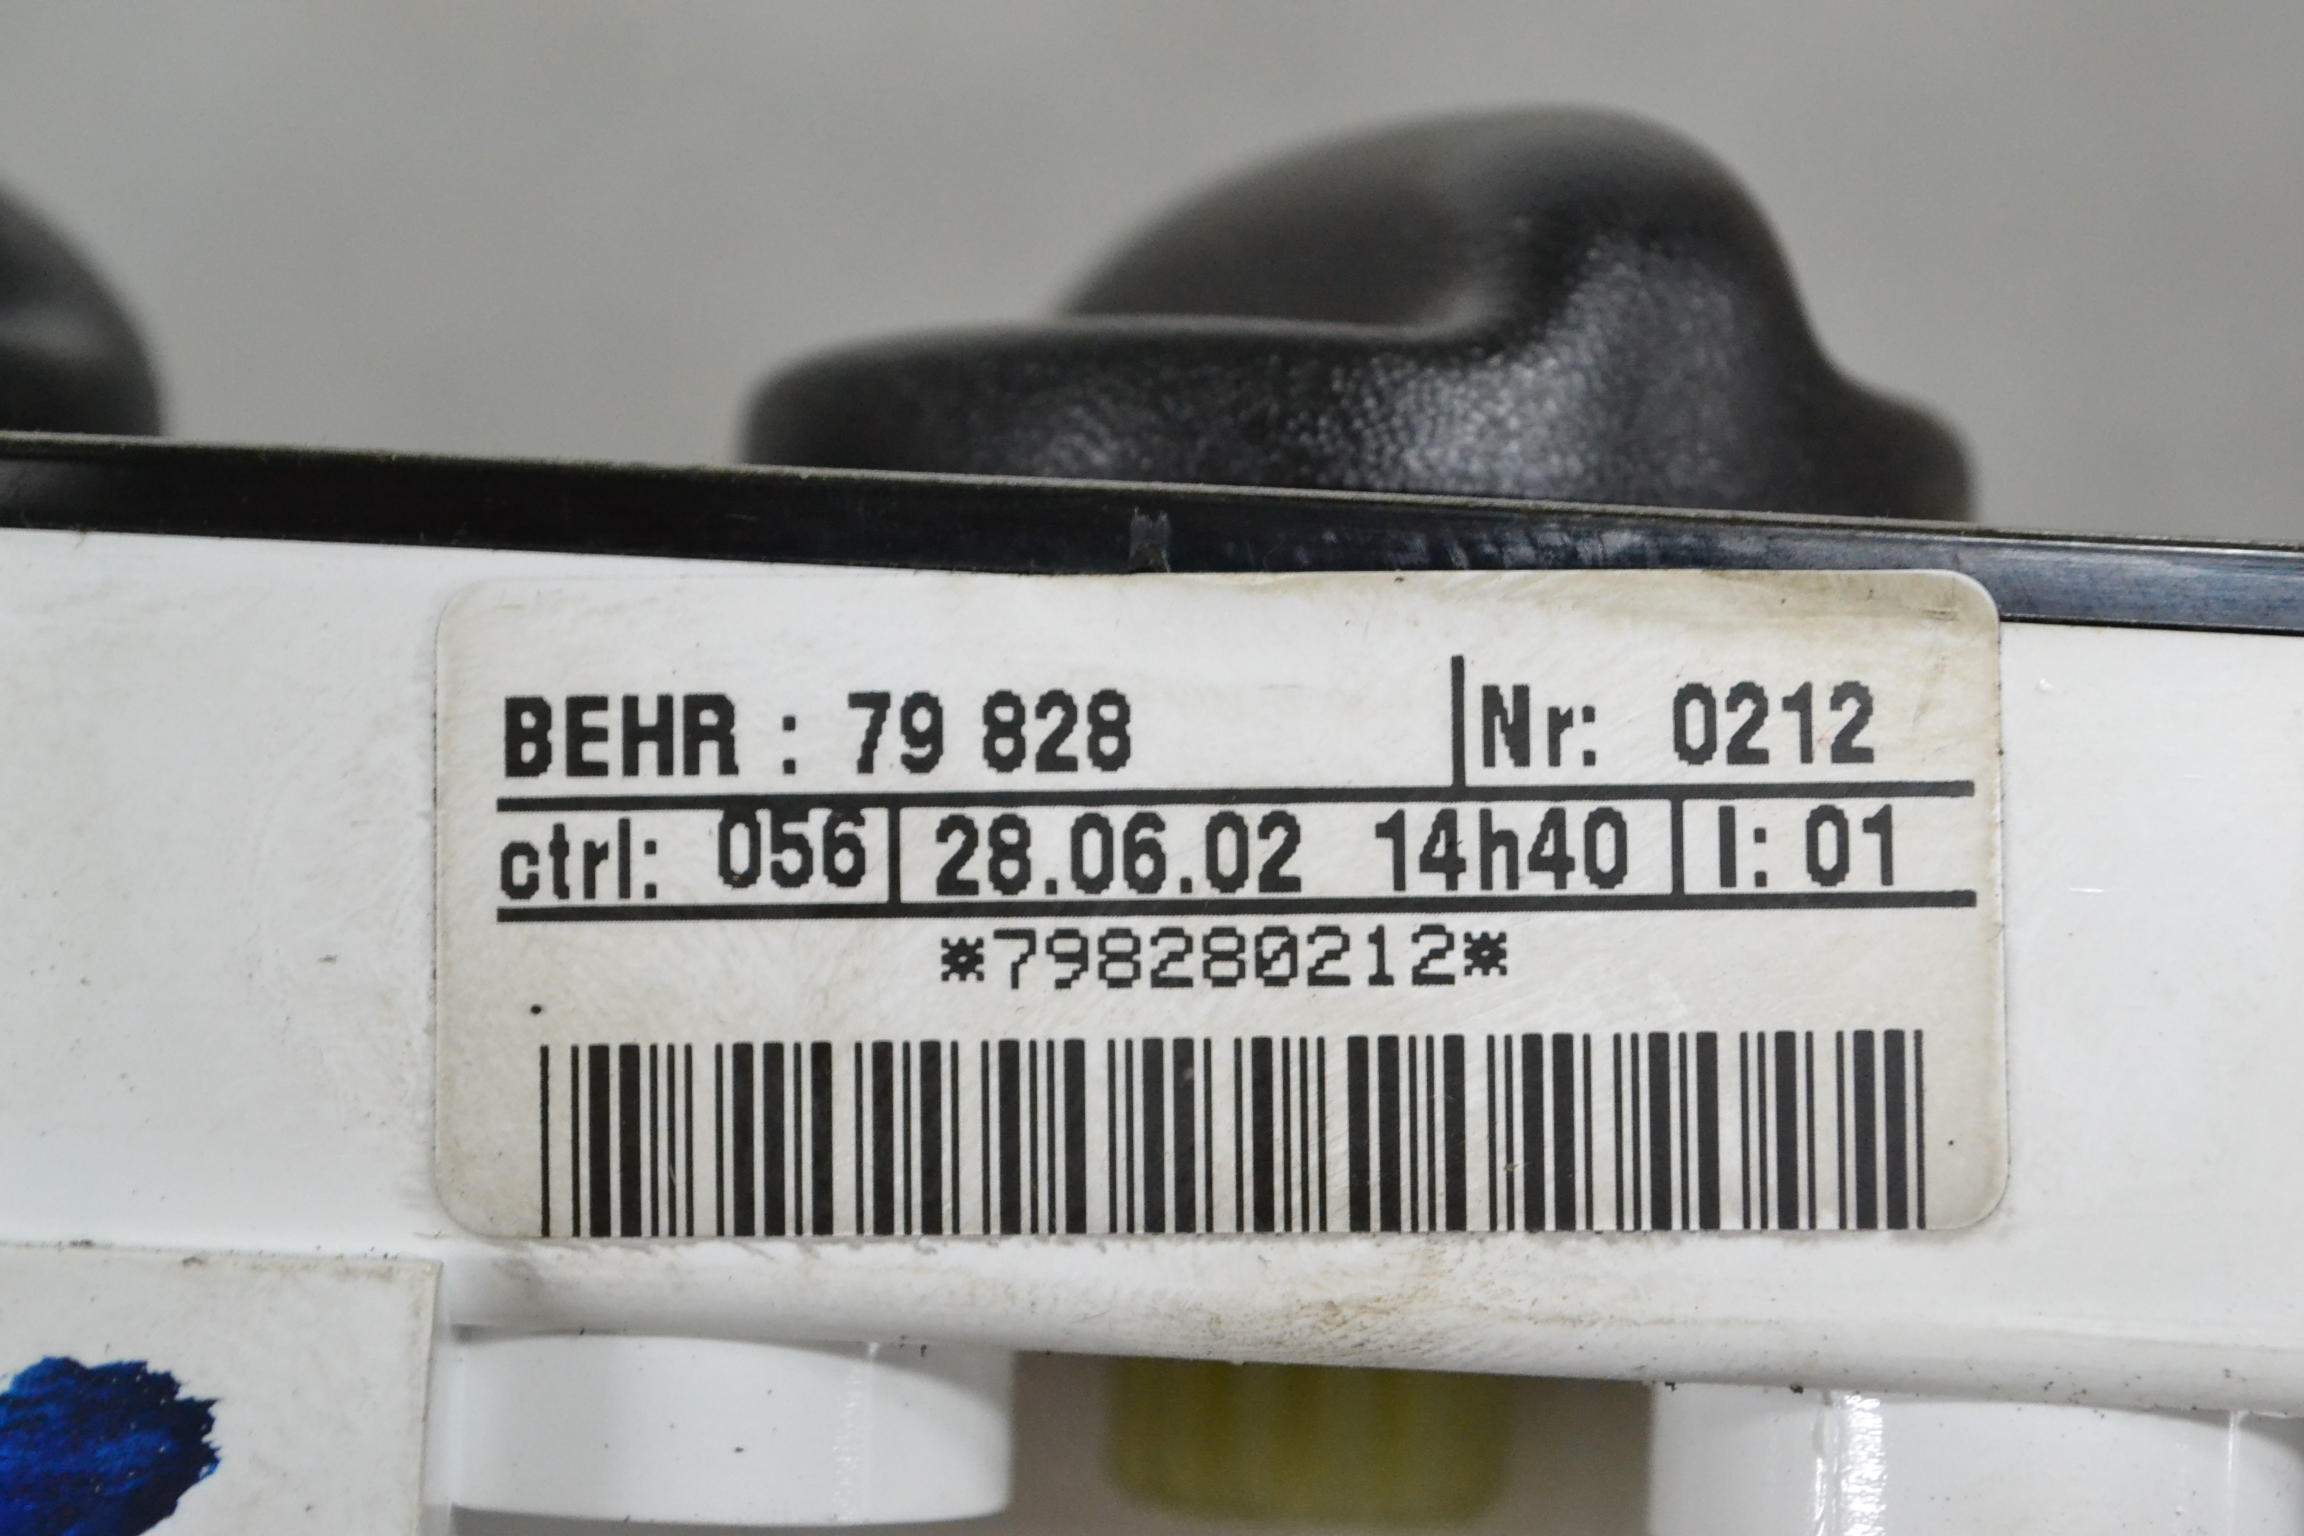 BEHR : 79 828 Nr: 0212
ctrl: 056 28.06.02 14h40 I: 01
*798280212*